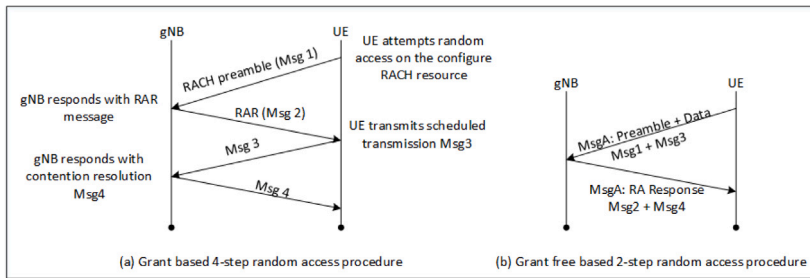 gNB
UE
UE attempts random
access on the configure
RACH resource
RACH preamble (Msg 1)
gNB responds with RAR
message
RAR (Msg 2)
UE transmits scheduled
transmission Msg3
Msg 3
gNB responds with
contention resolution
Msg4
Msg 4
(a) Grant based 4-step random access procedure
gNB
UE
MsgA: Preamble + Data
Msg1 + Msg3
MsgA: RA Response
Msg2 + Msg4
(b) Grant free based 2-step random access procedure